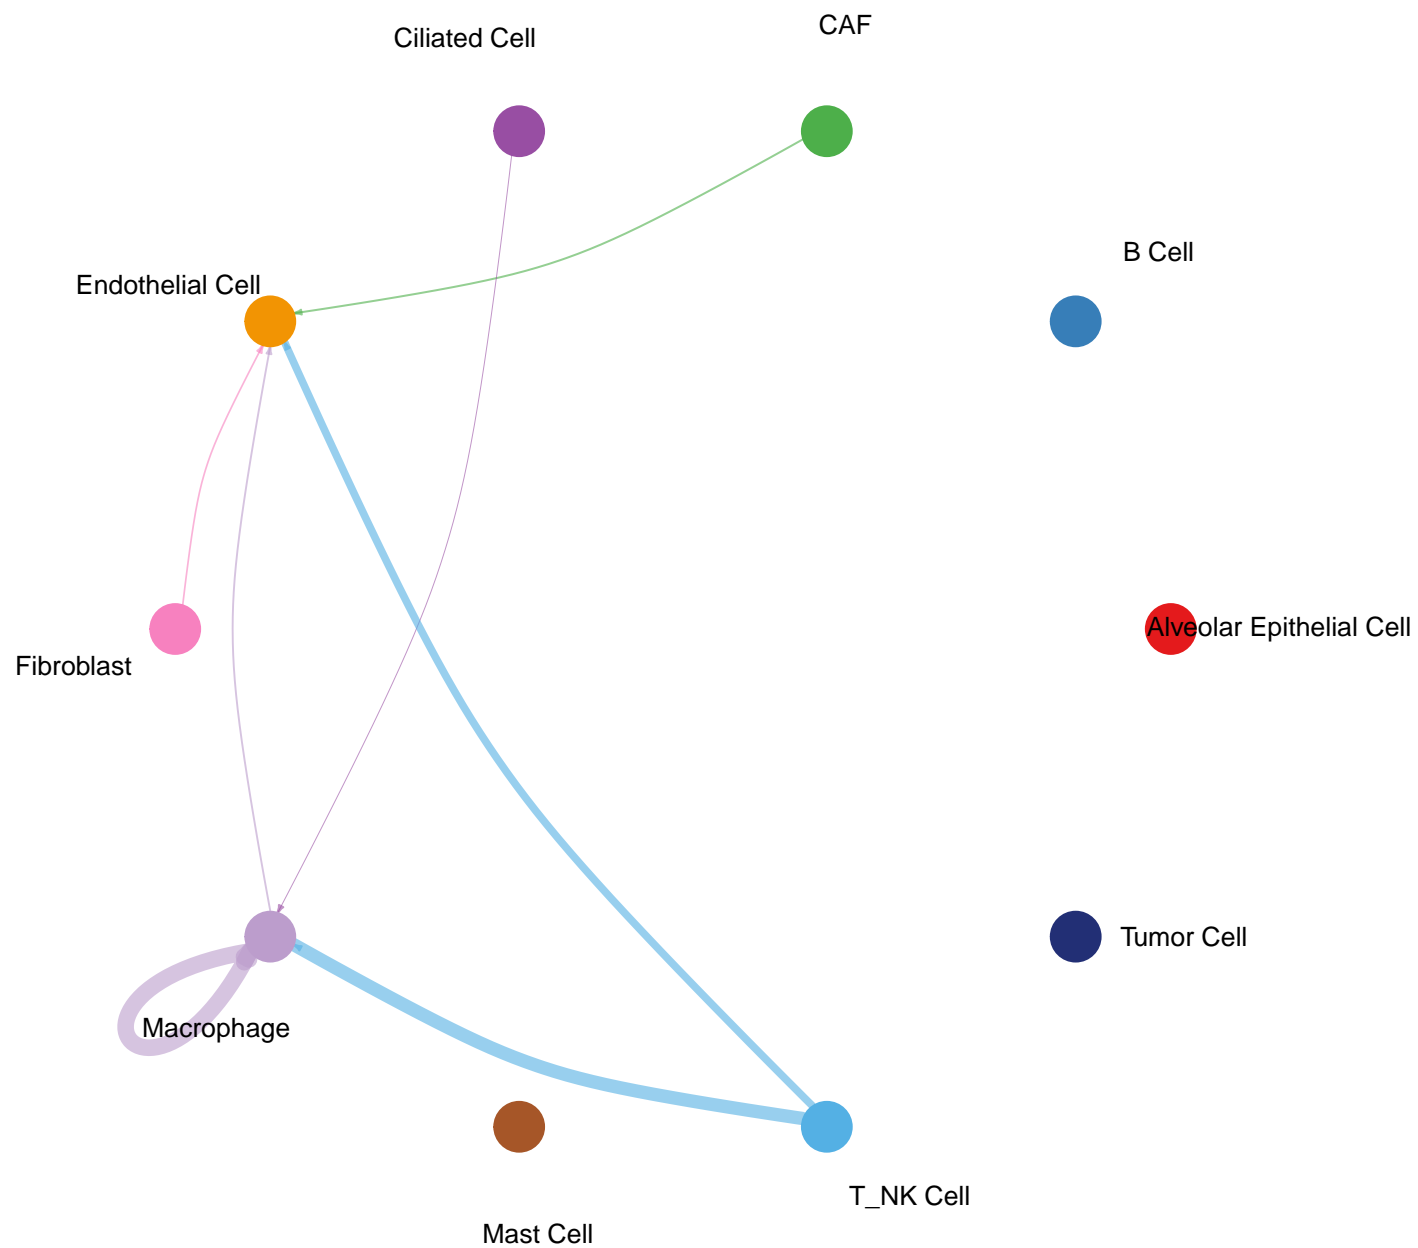 CAF
Ciliated Cell
B Cell
Endothelial Cell
Alveolar Epithelial Cell
Fibroblast
Tumor Cell
Macrophage
T_NK Cell
Mast Cell